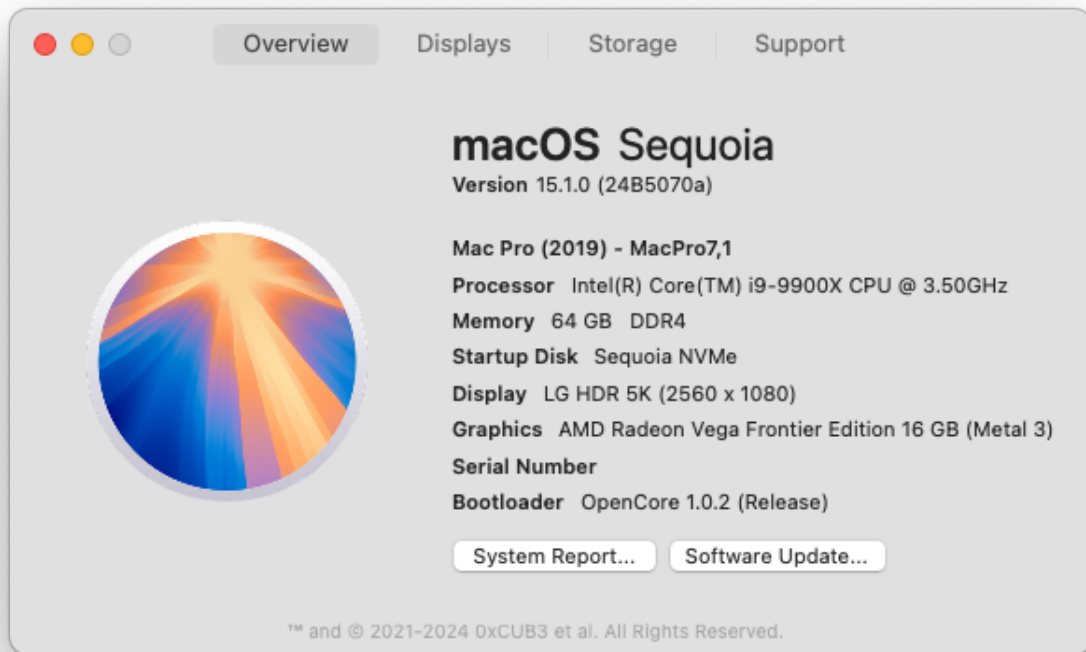 Overview Displays Storage Support
macOS Sequoia
Version 15.1.0 (24B5070a)
Mac Pro (2019) - MacPro7,1
Processor Intel(R) Core(TM) i9-9900X CPU @ 3.50GHz
Memory 64 GB DDR4
Startup Disk Sequoia NVMe
Display LG HDR 5K (2560 x 1080)
Graphics AMD Radeon Vega Frontier Edition 16 GB (Metal 3)
Serial Number
Bootloader OpenCore 1.0.2 (Release)
System Report... Software Update...
™ and © 2021-2024 0xCUB3 et al. All Rights Reserved.